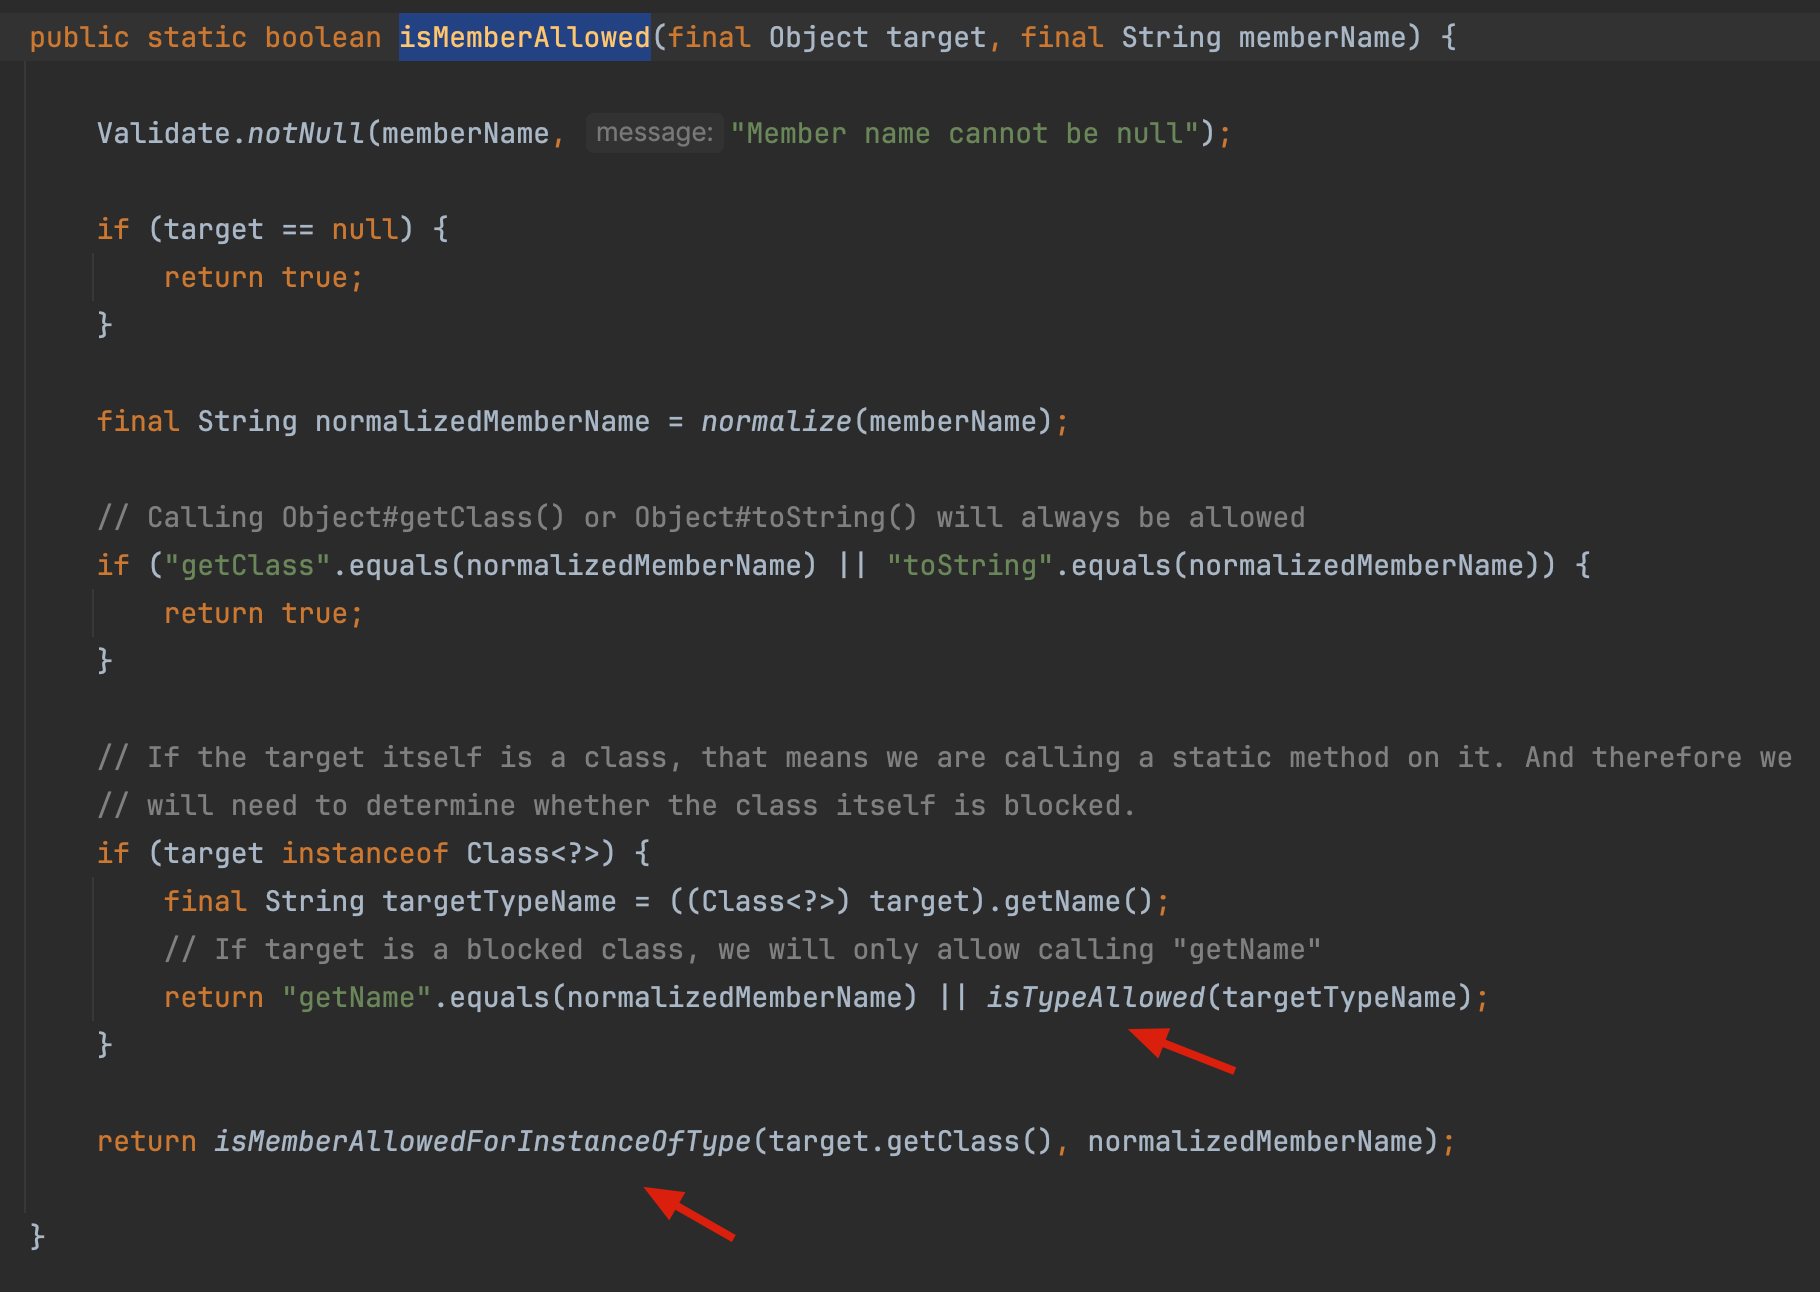 public static boolean isMemberAllowed(final Object target, final String memberName) {
Validate.notNull(memberName, message: "Member name cannot be null");
if (target == null) {
return true;
}
final String normalizedMemberName = normalize(memberName);
// Calling Object#getClass() or Object#toString() will always be allowed
if ("getClass".equals(normalizedMemberName) || "toString".equals(normalizedMemberName)) {
return true;
}
// If the target itself is a class, that means we are calling a static method on it. And therefore we
// will need to determine whether the class itself is blocked.
if (target instanceof Class<?>) {
final String targetTypeName = ((Class<?>) target).getName();
// If target is a blocked class, we will only allow calling "getName"
return "getName".equals(normalizedMemberName) || isTypeAllowed(targetTypeName);
}
return isMemberAllowedForInstanceOfType(target.getClass(), normalizedMemberName);
}